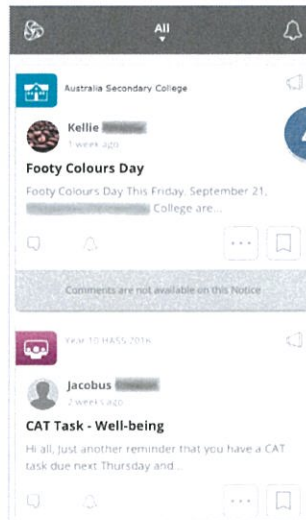 All
Australia Secondary College
Kellie
1 week ago
Footy Colours Day
Footy Colours Day This Friday, September 21,
College are...
Comments are not available on this Notice
Year 10 HASS 2016
Jacobus
2 weeks ago
CAT Task - Well-being
Hi all, Just another reminder that you have a CAT
task due next Thursday and...